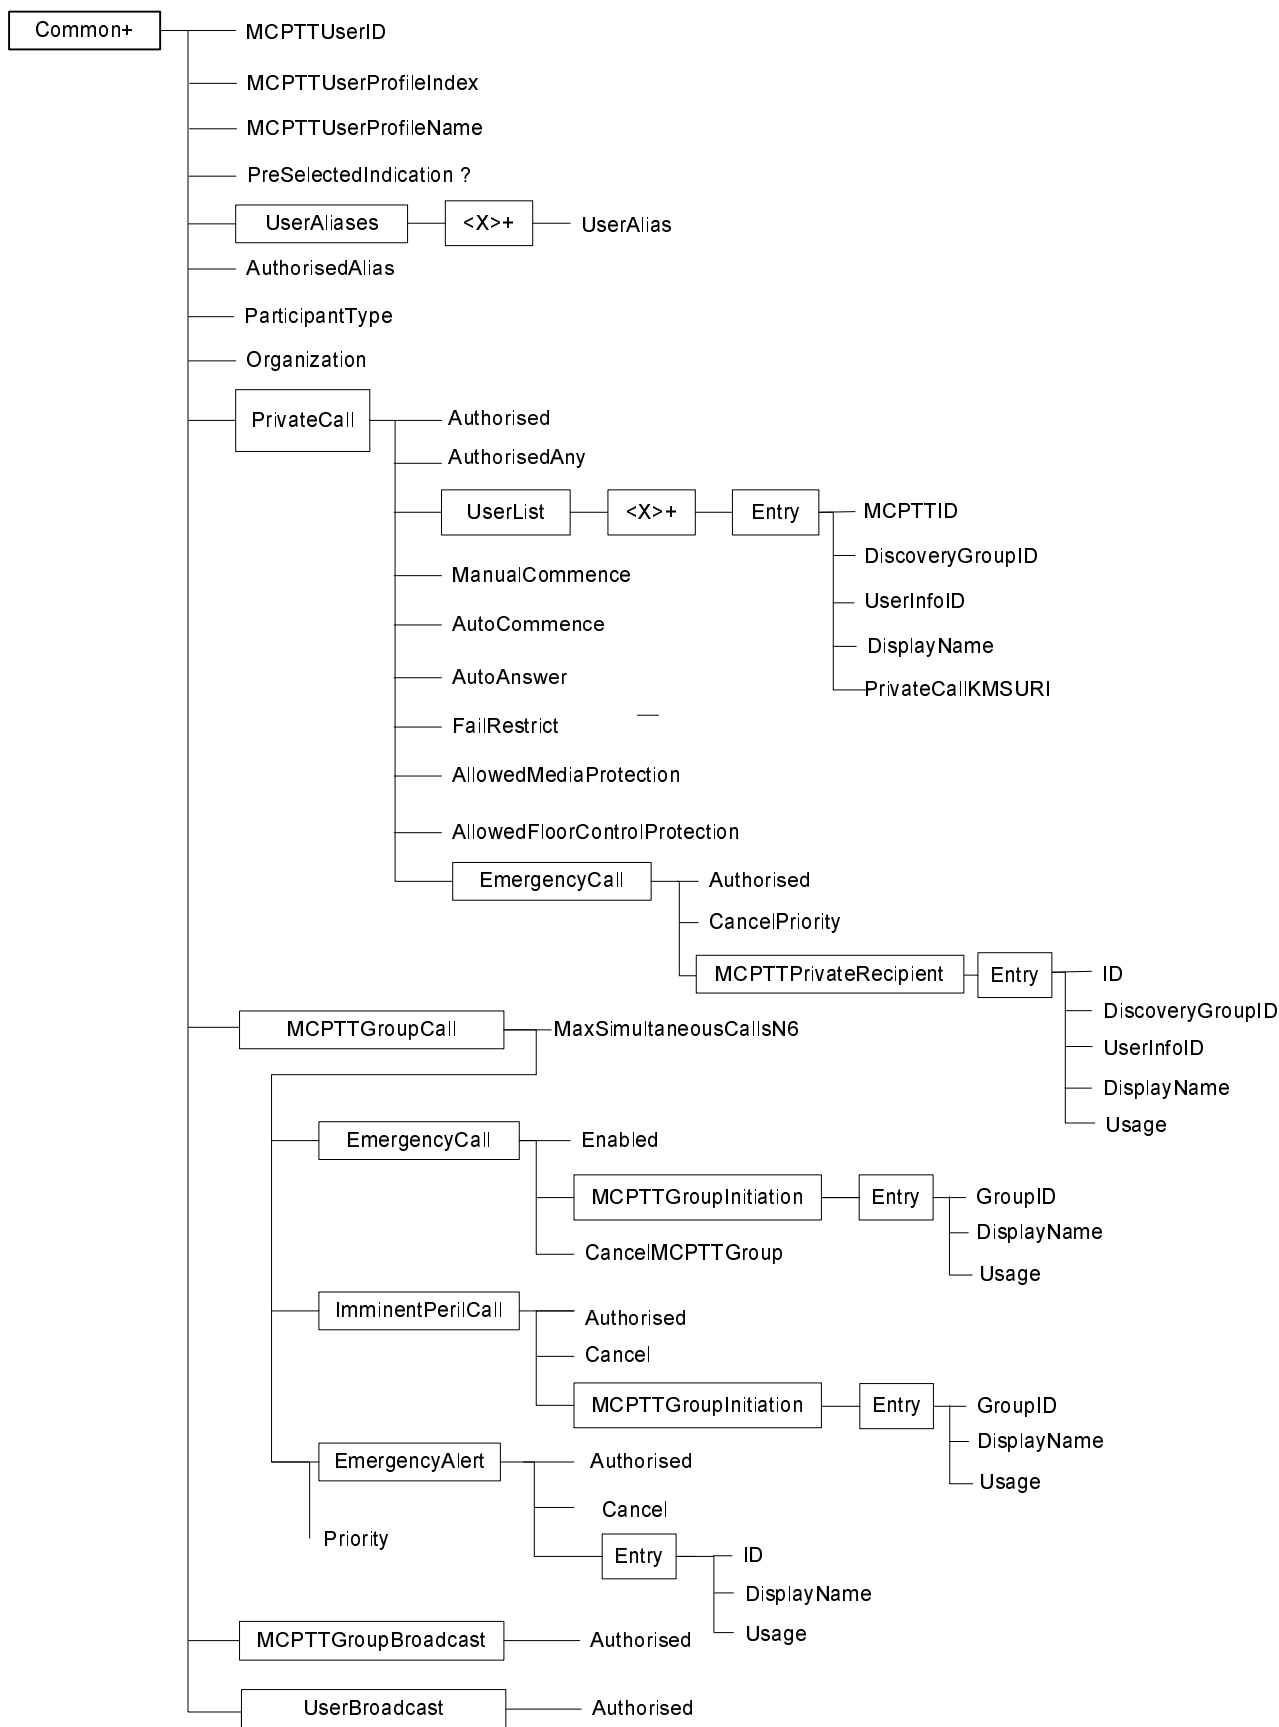 Common+
MCPTTUserID
MCPTTUserProfileIndex
MCPTTUserProfileName
PreSelectedIndication ?
UserAliases
<X>+
UserAlias
AuthorisedAlias
ParticipantType
Organization
PrivateCall
Authorised
AuthorisedAny
UserList
<X>+
Entry
MCPTTID
DiscoveryGroupID
UserInfoID
DisplayName
PrivateCallKMSURI
ManualCommence
AutoCommence
AutoAnswer
FailRestrict
AllowedMediaProtection
AllowedFloorControlProtection
EmergencyCall
Authorised
CancelPriority
MCPTTPrivateRecipient
Entry
ID
DiscoveryGroupID
UserInfoID
DisplayName
Usage
MCPTTGroupCall
MaxSimultaneousCallsN6
EmergencyCall
Enabled
MCPTTGroupInitiation
Entry
GroupID
DisplayName
Usage
CancelMCPTTGroup
ImminentPerilCall
Authorised
Cancel
MCPTTGroupInitiation
Entry
GroupID
DisplayName
Usage
EmergencyAlert
Authorised
Cancel
Entry
ID
DisplayName
Usage
Priority
MCPTTGroupBroadcast
Authorised
UserBroadcast
Authorised